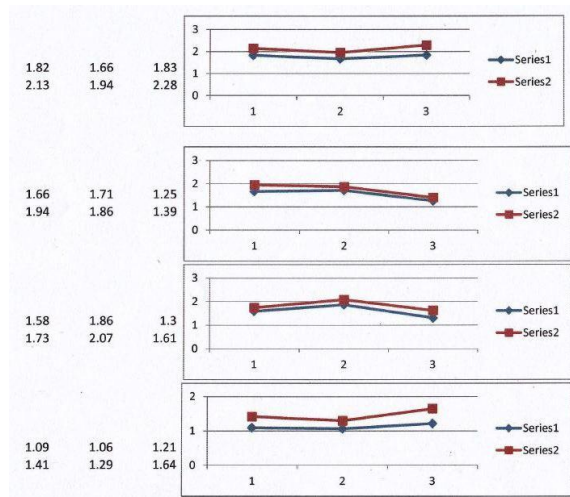 3
2
1.82 1.66 1.83
Series1
1
2.13 1.94 2.28
Series2
0
1 2 3
3
2
1.66 1.71 1.25
Series1
1
1.94 1.86 1.39
Series2
0
1 2 3
3
2
1.58 1.86 1.3
Series1
1
1.73 2.07 1.61
Series2
0
1 2 3
2
1.09 1.06 1.21
1
Series1
1.41 1.29 1.64
Series2
0
1 2 3